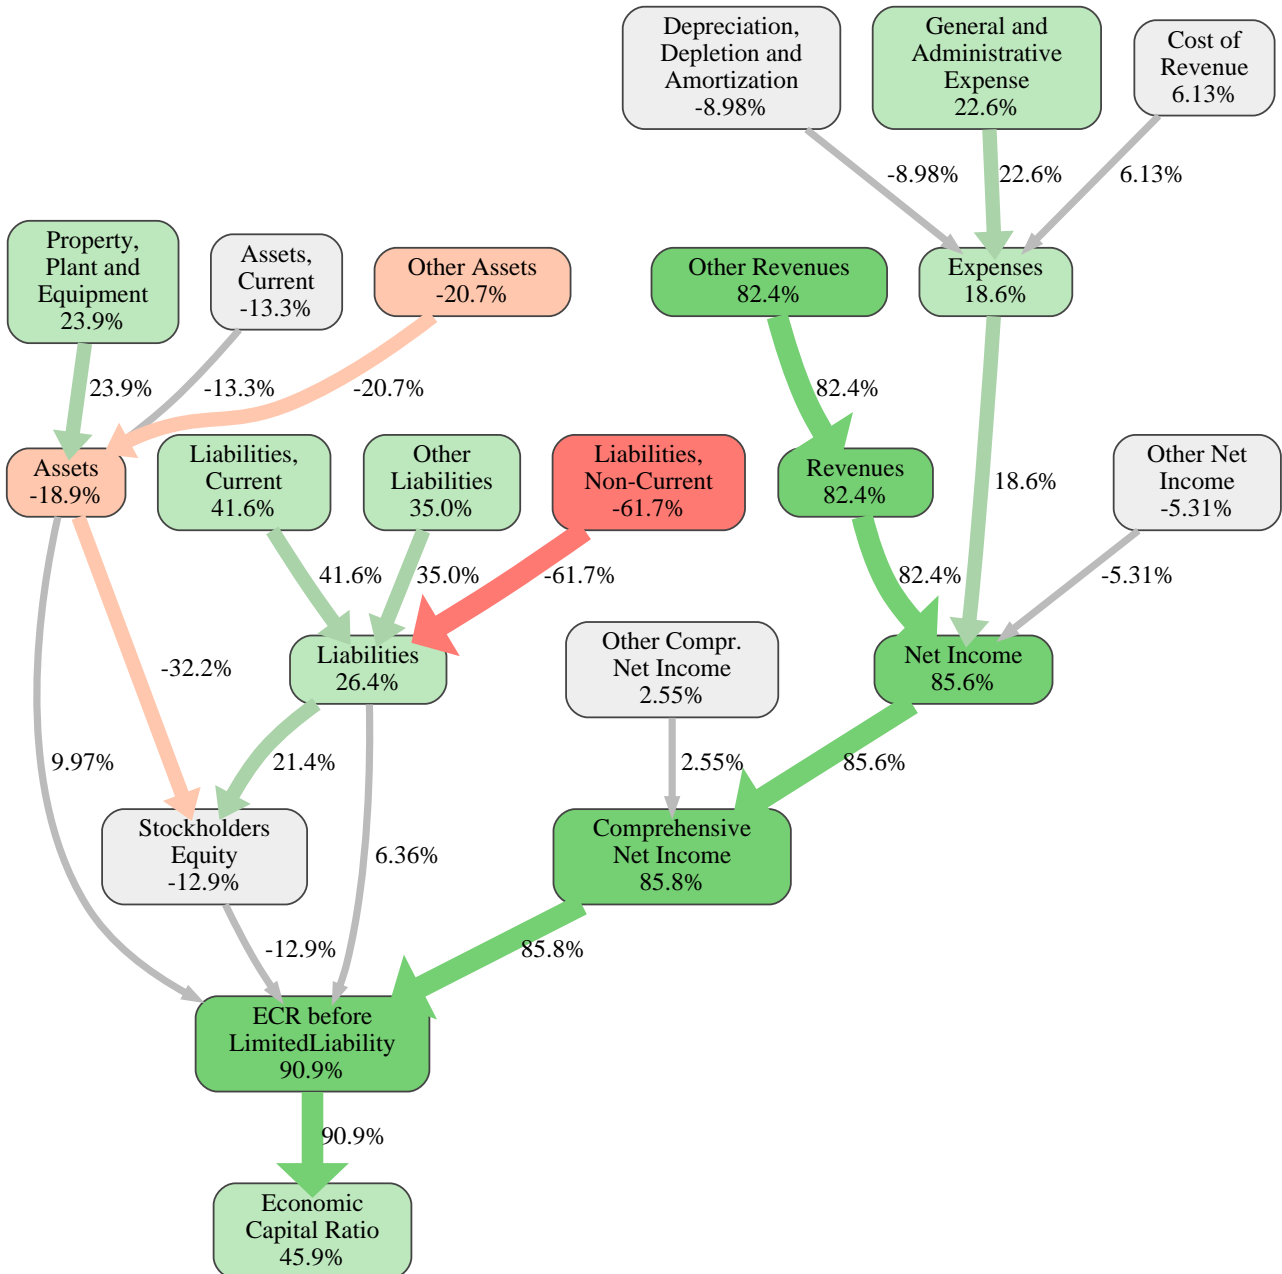 Depreciation,
Depletion and
Amortization
-8.98%
General and
Administrative
Expense
22.6%
Cost of
Revenue
6.13%
-8.98%
22.6%
6.13%
Property,
Plant and
Equipment
23.9%
Assets,
Current
-13.3%
Other Assets
-20.7%
Other Revenues
82.4%
Expenses
18.6%
23.9%
-13.3%
-20.7%
82.4%
Assets
-18.9%
Liabilities,
Current
41.6%
Other
Liabilities
35.0%
Liabilities,
Non-Current
-61.7%
Revenues
82.4%
18.6%
Other Net
Income
-5.31%
41.6%
35.0%
-61.7%
82.4%
-5.31%
Liabilities
26.4%
Other Compr.
Net Income
2.55%
Net Income
85.6%
-32.2%
9.97%
21.4%
2.55%
85.6%
Stockholders
Equity
-12.9%
6.36%
Comprehensive
Net Income
85.8%
-12.9%
85.8%
ECR before
LimitedLiability
90.9%
90.9%
Economic
Capital Ratio
45.9%